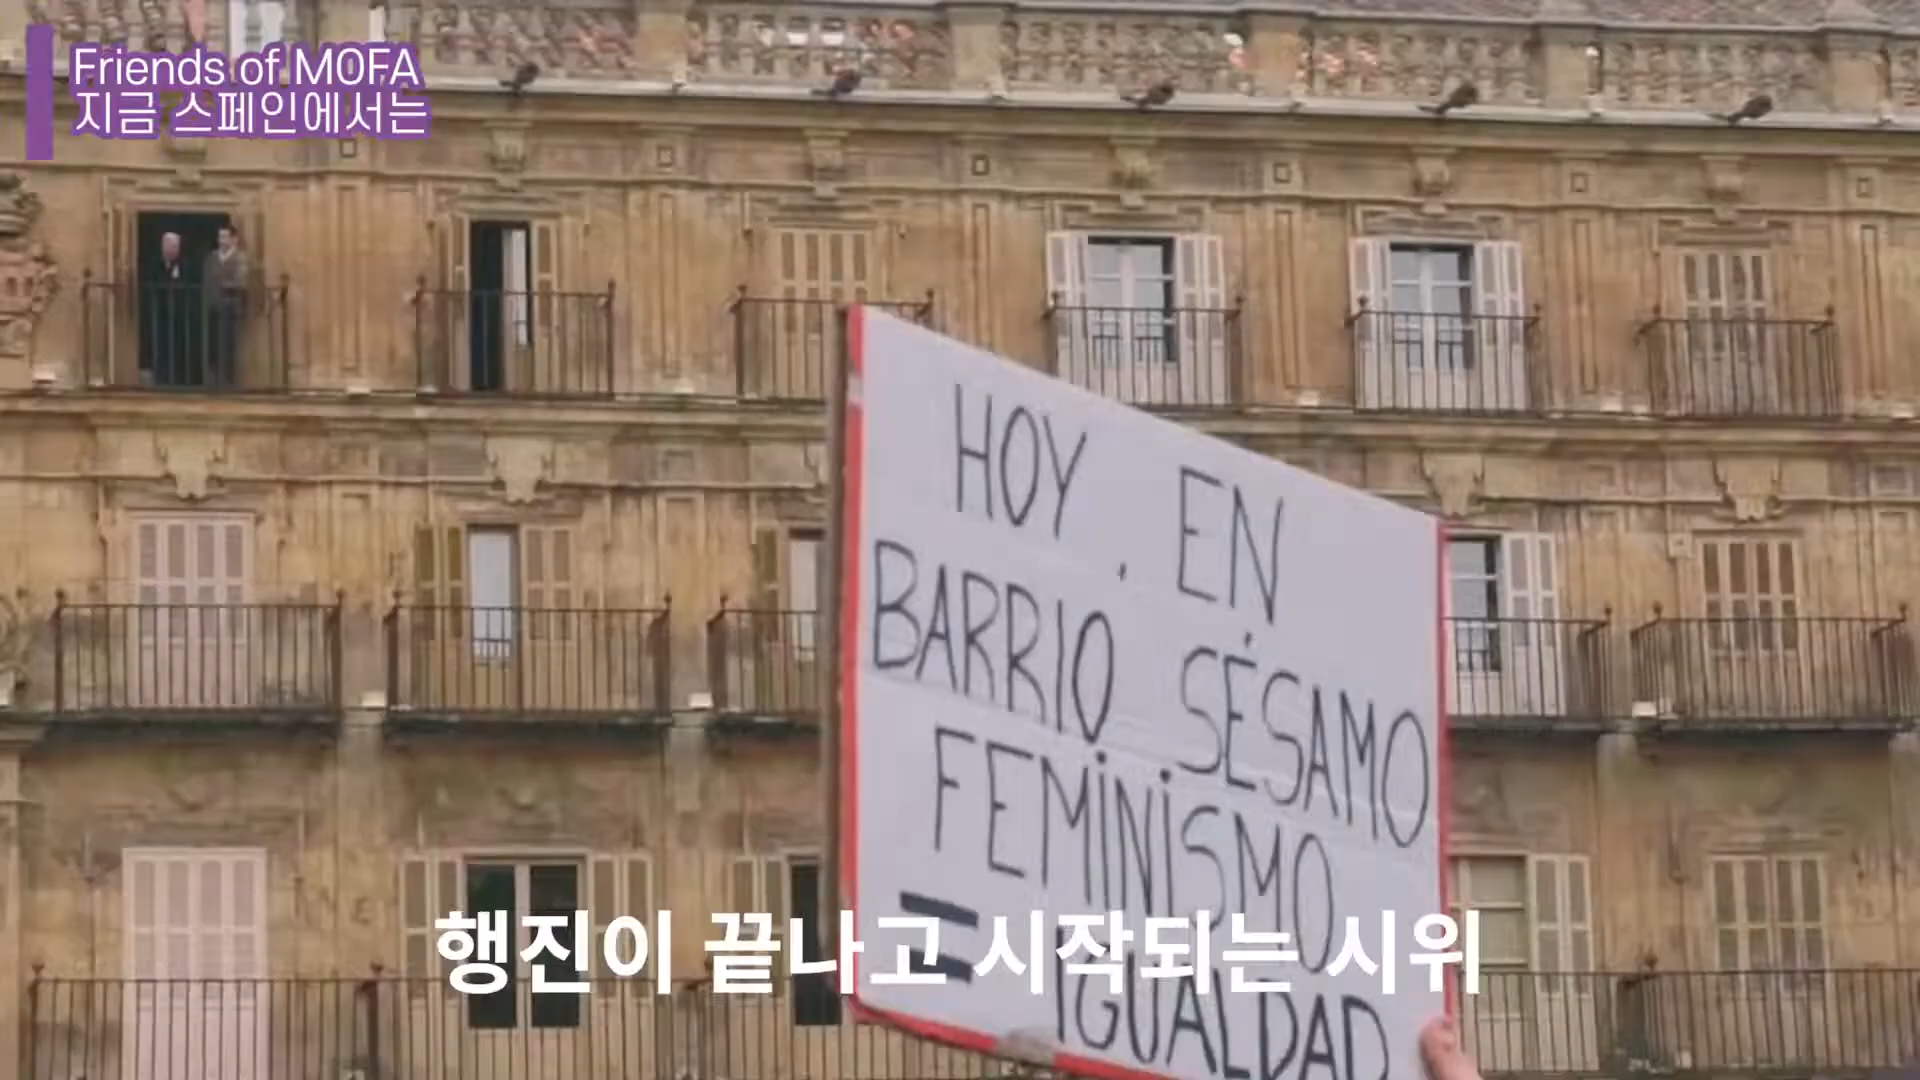 Friends of MOFA
지금 스페인에서는
HOY, EN
BARRIO SÉSAMO
FEMINISMO
=
IGUALDAD
행진이 끝나고 시작되는 시위